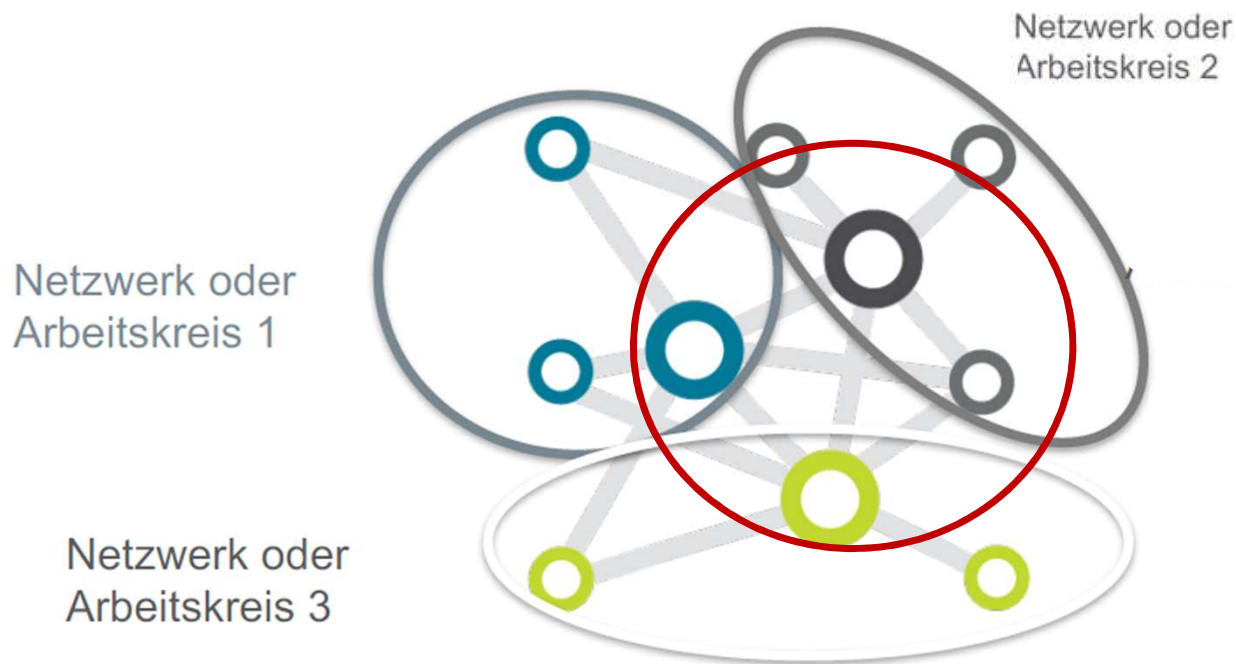 Netzwerk oder
Arbeitskreis 2
Netzwerk oder
Arbeitskreis 1
Netzwerk oder
Arbeitskreis 3